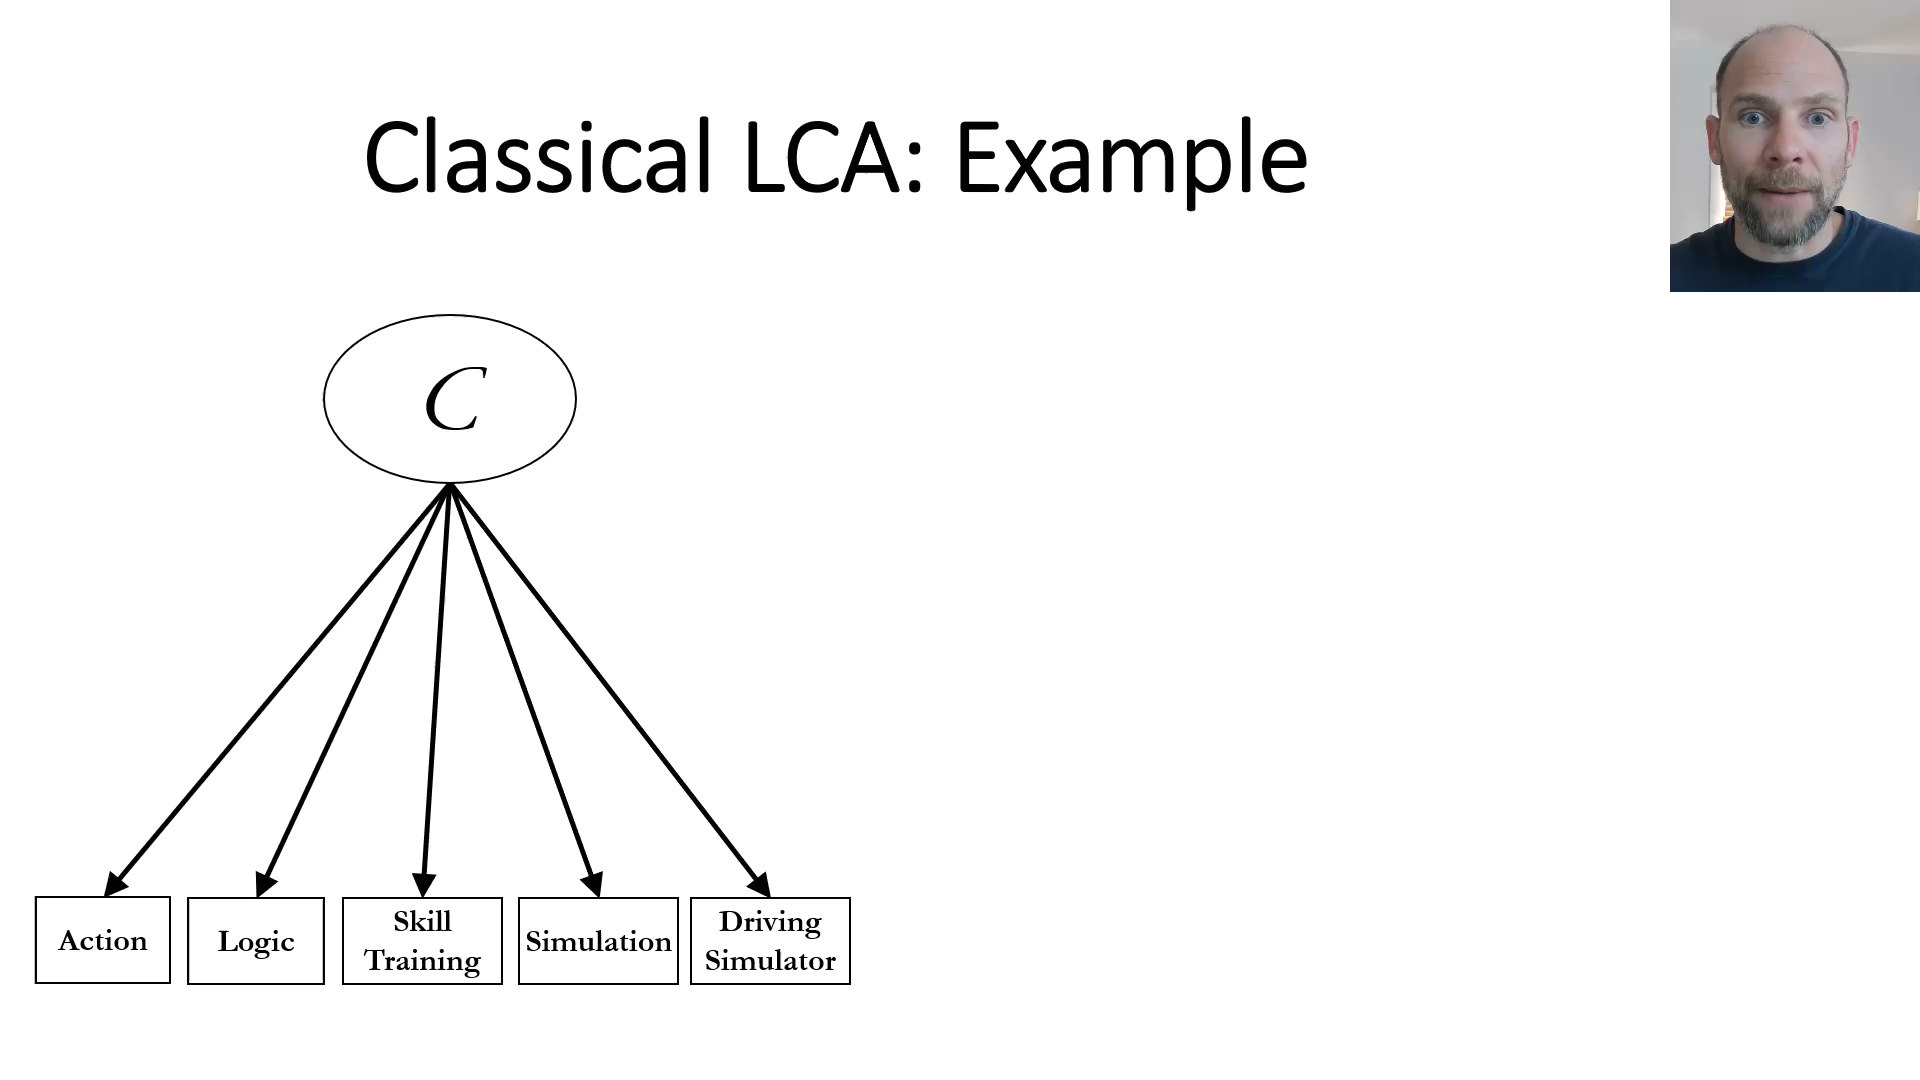 Classical LCA: Example
C
Action
Logic
Skill
Training
Simulation
Driving
Simulator